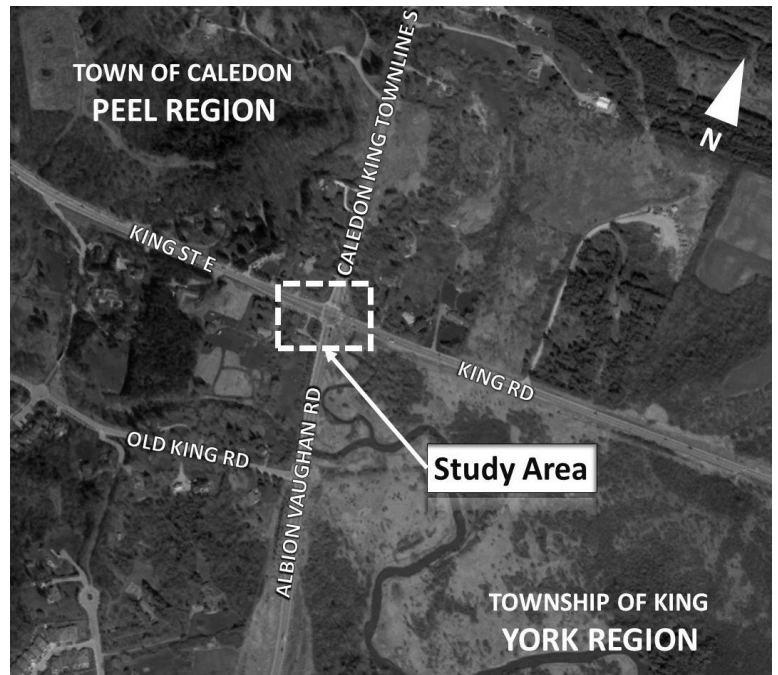 TOWN OF CALEDON
PEEL REGION
CALEDON KING TOWNLINE S
N
KING ST E
KING RD
OLD KING RD
ALBION VAUGHAN RD
Study Area
TOWNSHIP OF KING
YORK REGION